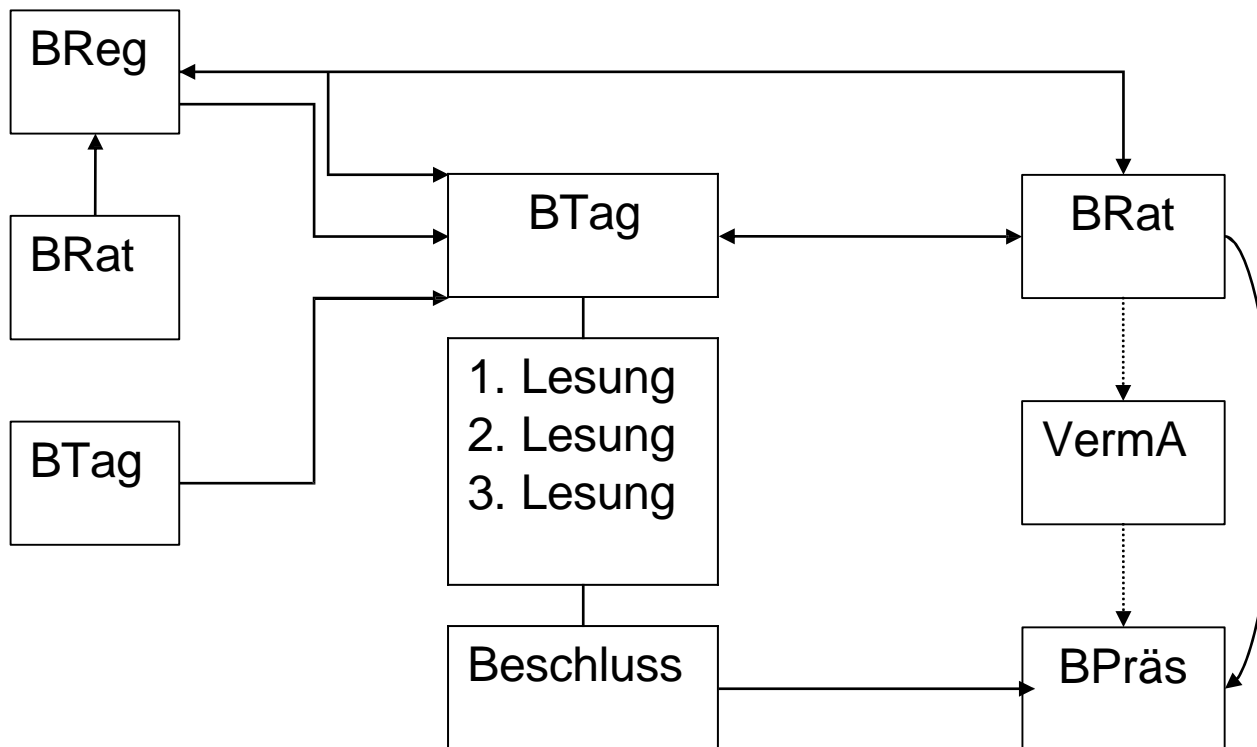 BReg
BTag
BRat
BRat
1. Lesung
2. Lesung
3. Lesung
BTag
VermA
Beschluss
BPräs